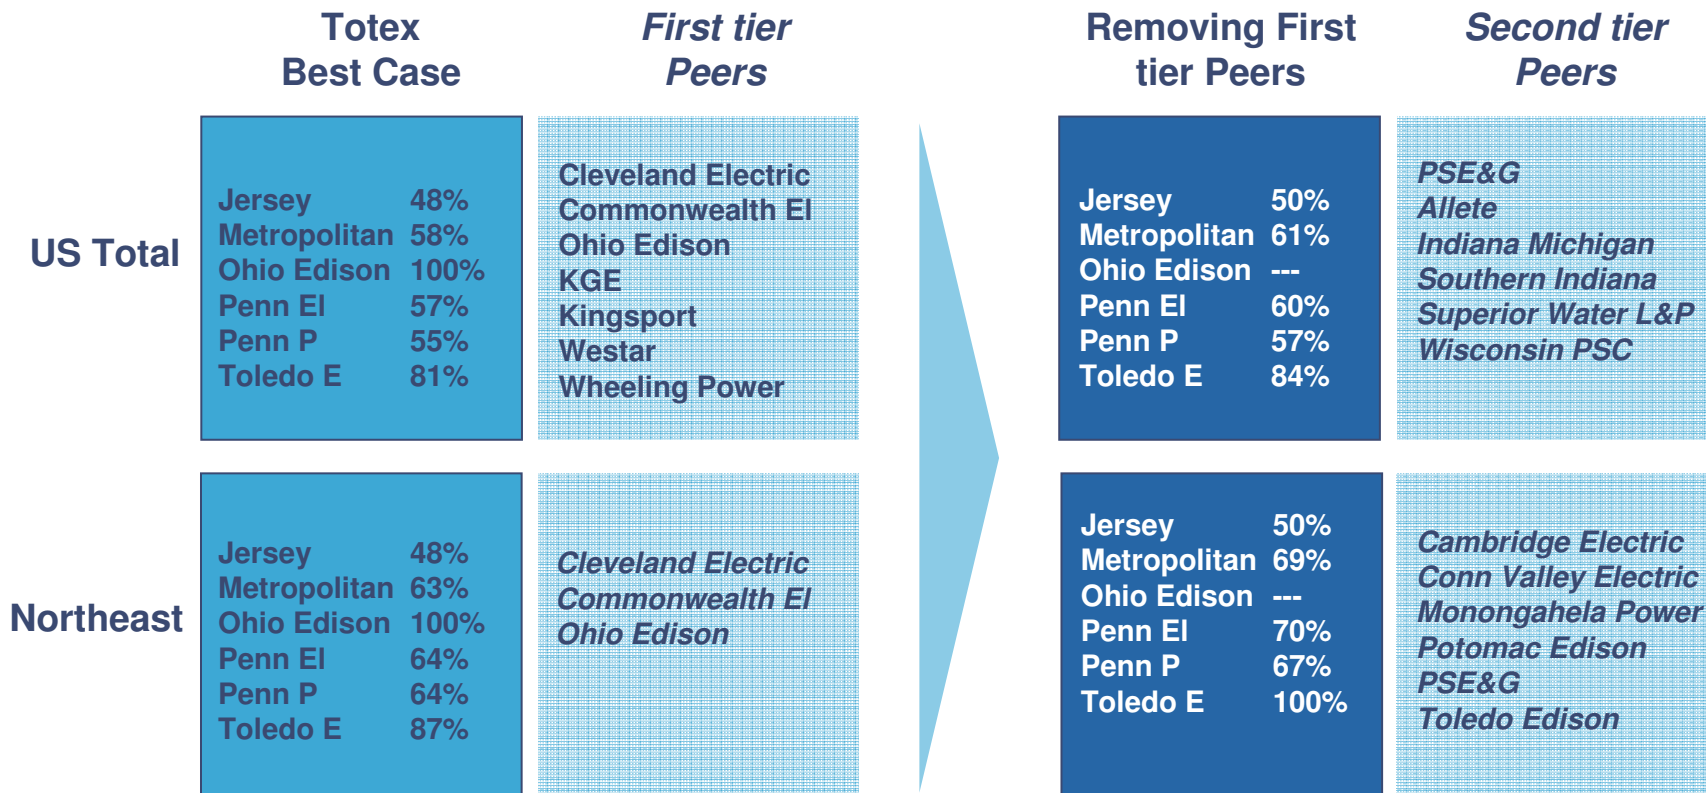 Totex
Best Case
First tier
Peers
Removing First
tier Peers
Second tier
Peers
US Total
Jersey 48%
Metropolitan 58%
Ohio Edison 100%
Penn El 57%
Penn P 55%
Toledo E 81%
Cleveland Electric
Commonwealth El
Ohio Edison
KGE
Kingsport
Westar
Wheeling Power
Jersey 50%
Metropolitan 61%
Ohio Edison ---
Penn El 60%
Penn P 57%
Toledo E 84%
PSE&G
Allete
Indiana Michigan
Southern Indiana
Superior Water L&P
Wisconsin PSC
Northeast
Jersey 48%
Metropolitan 63%
Ohio Edison 100%
Penn El 64%
Penn P 64%
Toledo E 87%
Cleveland Electric
Commonwealth El
Ohio Edison
Jersey 50%
Metropolitan 69%
Ohio Edison ---
Penn El 70%
Penn P 67%
Toledo E 100%
Cambridge Electric
Conn Valley Electric
Monongahela Power
Potomac Edison
PSE&G
Toledo Edison